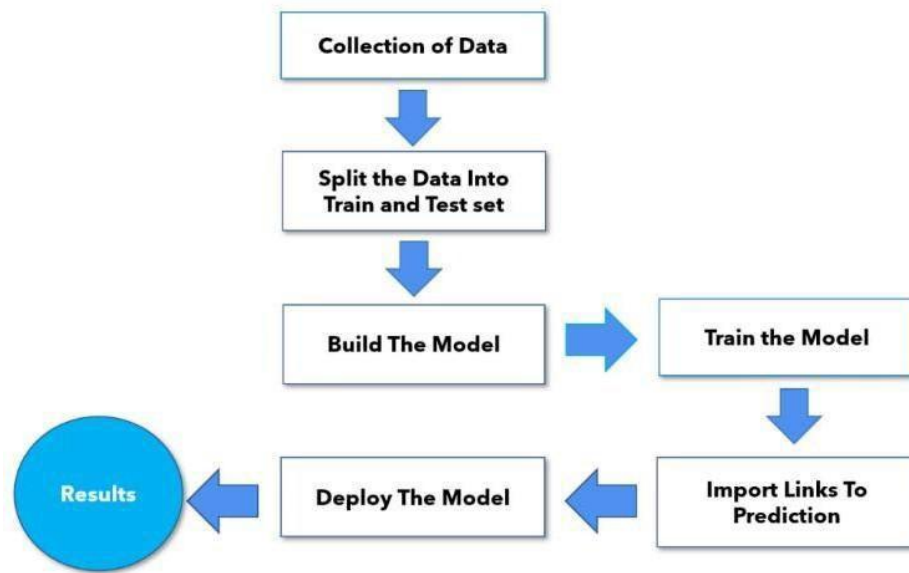 Collection of Data
Split the Data Into
Train and Test set
Build The Model
Train the Model
Import Links To
Prediction
Deploy The Model
Results